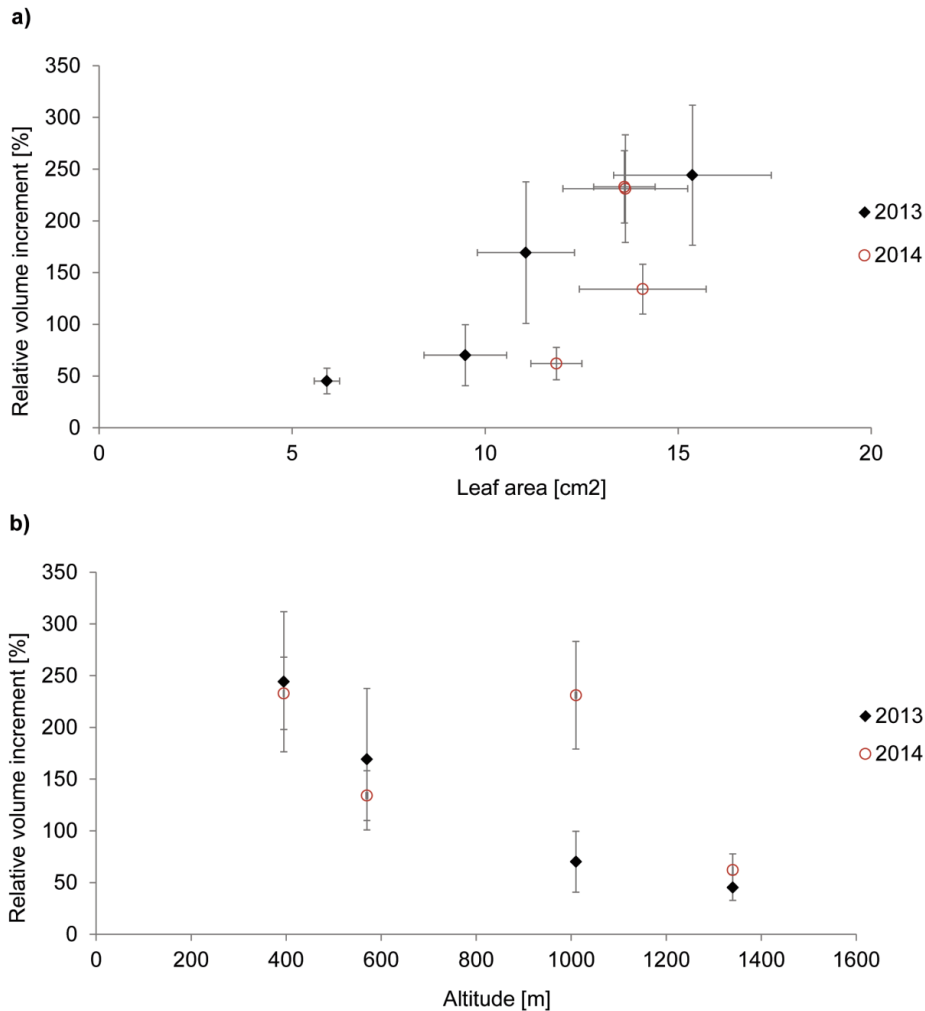 a)
350
300
250
200
150
100
50
0
Relative volume increment [%]
0 5 10 15 20
Leaf area [cm2]
2013
2014
b)
350
300
250
200
150
100
50
0
Relative volume increment [%]
0 200 400 600 800 1000 1200 1400 1600
Altitude [m]
2013
2014